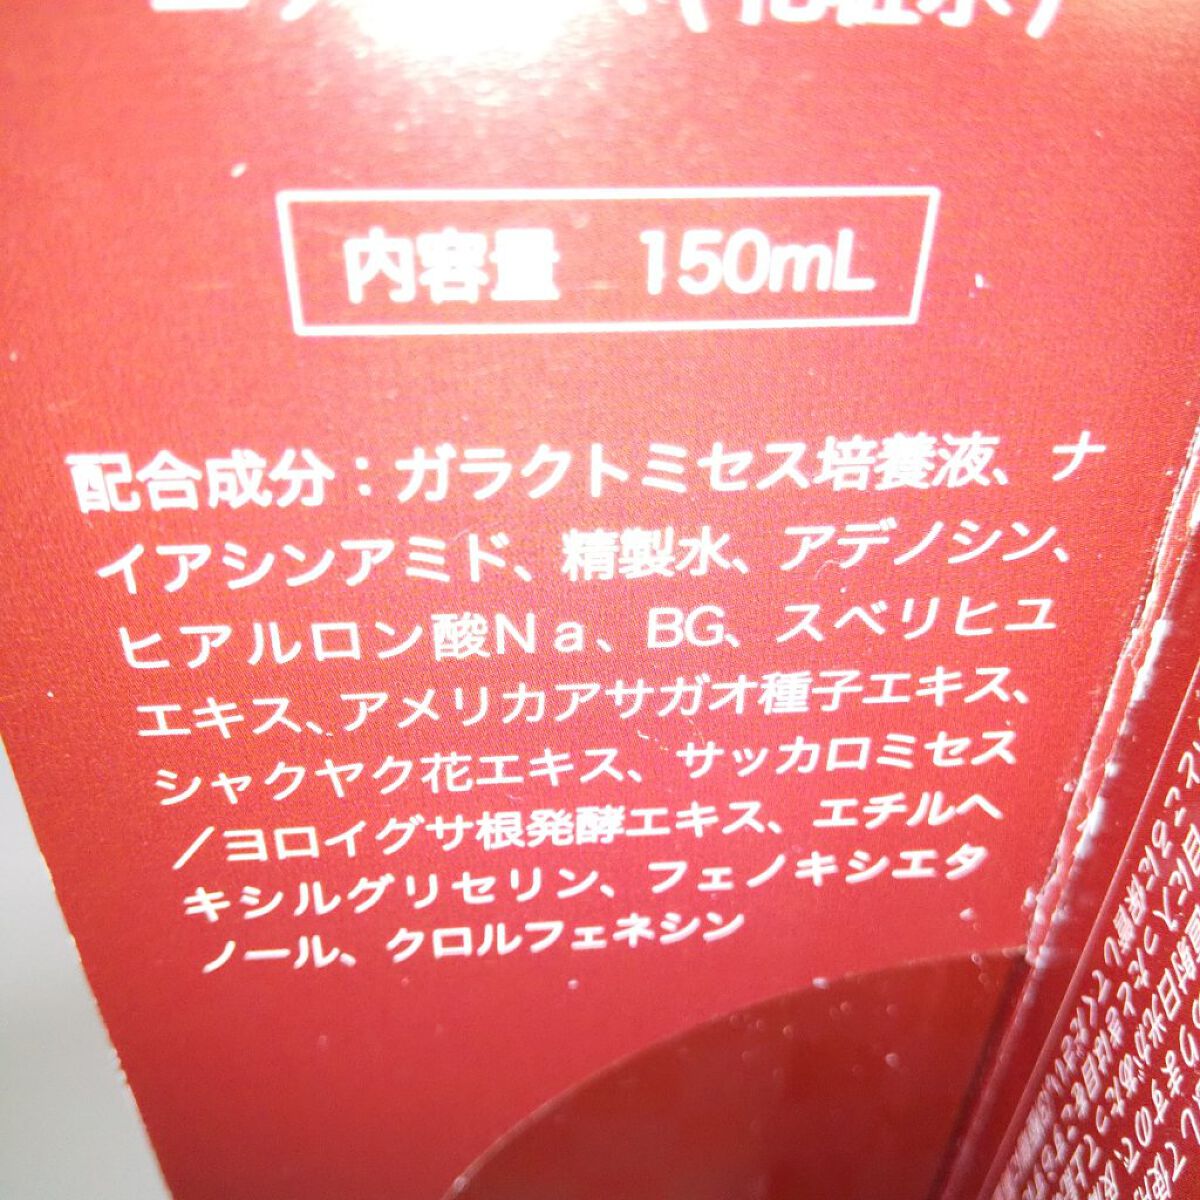 (化粧水)
内容量 150mL
配合成分：ガラクトミセス培養液、ナ
イアシンアミド、精製水、アデノシン、
ヒアルロン酸Na、BG、スベリヒユ
エキス、アメリカアサガオ種子エキス、
シャクヤク花エキス、サッカロミセス
/ヨロイグサ根発酵エキス、エチルヘ
キシルグリセリン、フェノキシエタ
ノール、クロルフェネシン